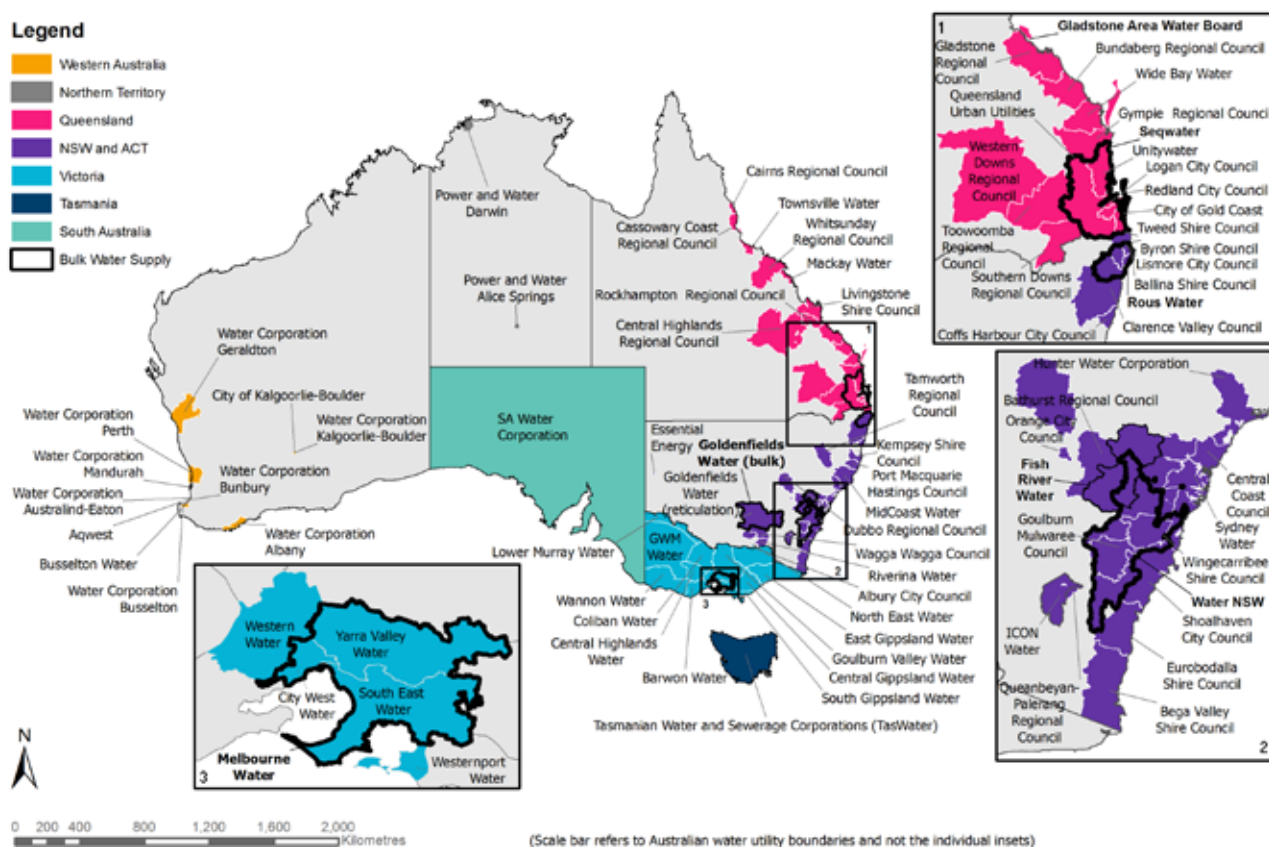 Legend
Western Australia
Northern Territory
Queensland
NSW and ACT
Victoria
Tasmania
South Australia
Bulk Water Supply
Power and Water
Darwin
Power and Water
Alice Springs
Water Corporation
Geraldton
City of Kalgoorlie-Boulder
Water Corporation
Kalgoorlie-Boulder
Water Corporation
Perth
Water Corporation
Mandurah
Water Corporation
Bunbury
Water Corporation
Australind-Eaton
Aqwest
Busselton Water
Water Corporation
Busselton
Water Corporation
Albany
SA Water
Corporation
Cairns Regional Council
Cassowary Coast
Regional Council
Townsville Water
Whitsunday
Regional Council
Mackay Water
Rockhampton Regional Council
Livingstone
Shire Council
Central Highlands
Regional Council
1
Tamworth
Regional
Council
Essential
Energy
Goldenfields
Water (bulk)
Goldenfields
Water
(reticulation)
Kempsey Shire
Council
Port Macquarie
Hastings Council
MidCoast Water
Dubbo Regional Council
Wagga Wagga Council
2
Riverina Water
Albury City Council
North East Water
East Gippsland Water
Goulburn Valley Water
Central Gippsland Water
South Gippsland Water
Lower Murray Water
GWM
Water
Wannon Water
Coliban Water
Central Highlands
Water
Barwon Water
3
Tasmanian Water and Sewerage Corporations (TasWater)
1
Gladstone Area Water Board
Gladstone
Regional
Council
Bundaberg Regional Council
Wide Bay Water
Queensland
Urban Utilities
Gympie Regional Council
Seqwater
Unitywater
Western
Downs
Regional
Council
Logan City Council
Redland City Council
City of Gold Coast
Tweed Shire Council
Toowoomba
Regional
Council
Byron Shire Council
Lismore City Council
Southern Downs
Regional Council
Ballina Shire Council
Rous Water
Coffs Harbour City Council
Clarence Valley Council
Hunter Water Corporation
Bathurst Regional Council
Orange City
Council
Fish
River
Water
Central
Coast
Council
Goulburn
Mulwaree
Council
Sydney
Water
Wingecarribee
Shire Council
Water NSW
Shoalhaven
City Council
ICON
Water
Eurobodalla
Shire Council
Queanbeyan-
Palerang
Regional
Council
Bega Valley
Shire Council
2
Western
Water
Yarra Valley
Water
City West
Water
South East
Water
Melbourne
Water
Westernport
Water
3
N
0 200 400 800 1,200 1,600 2,000
Kilometres
(Scale bar refers to Australian water utility boundaries and not the individual insets)